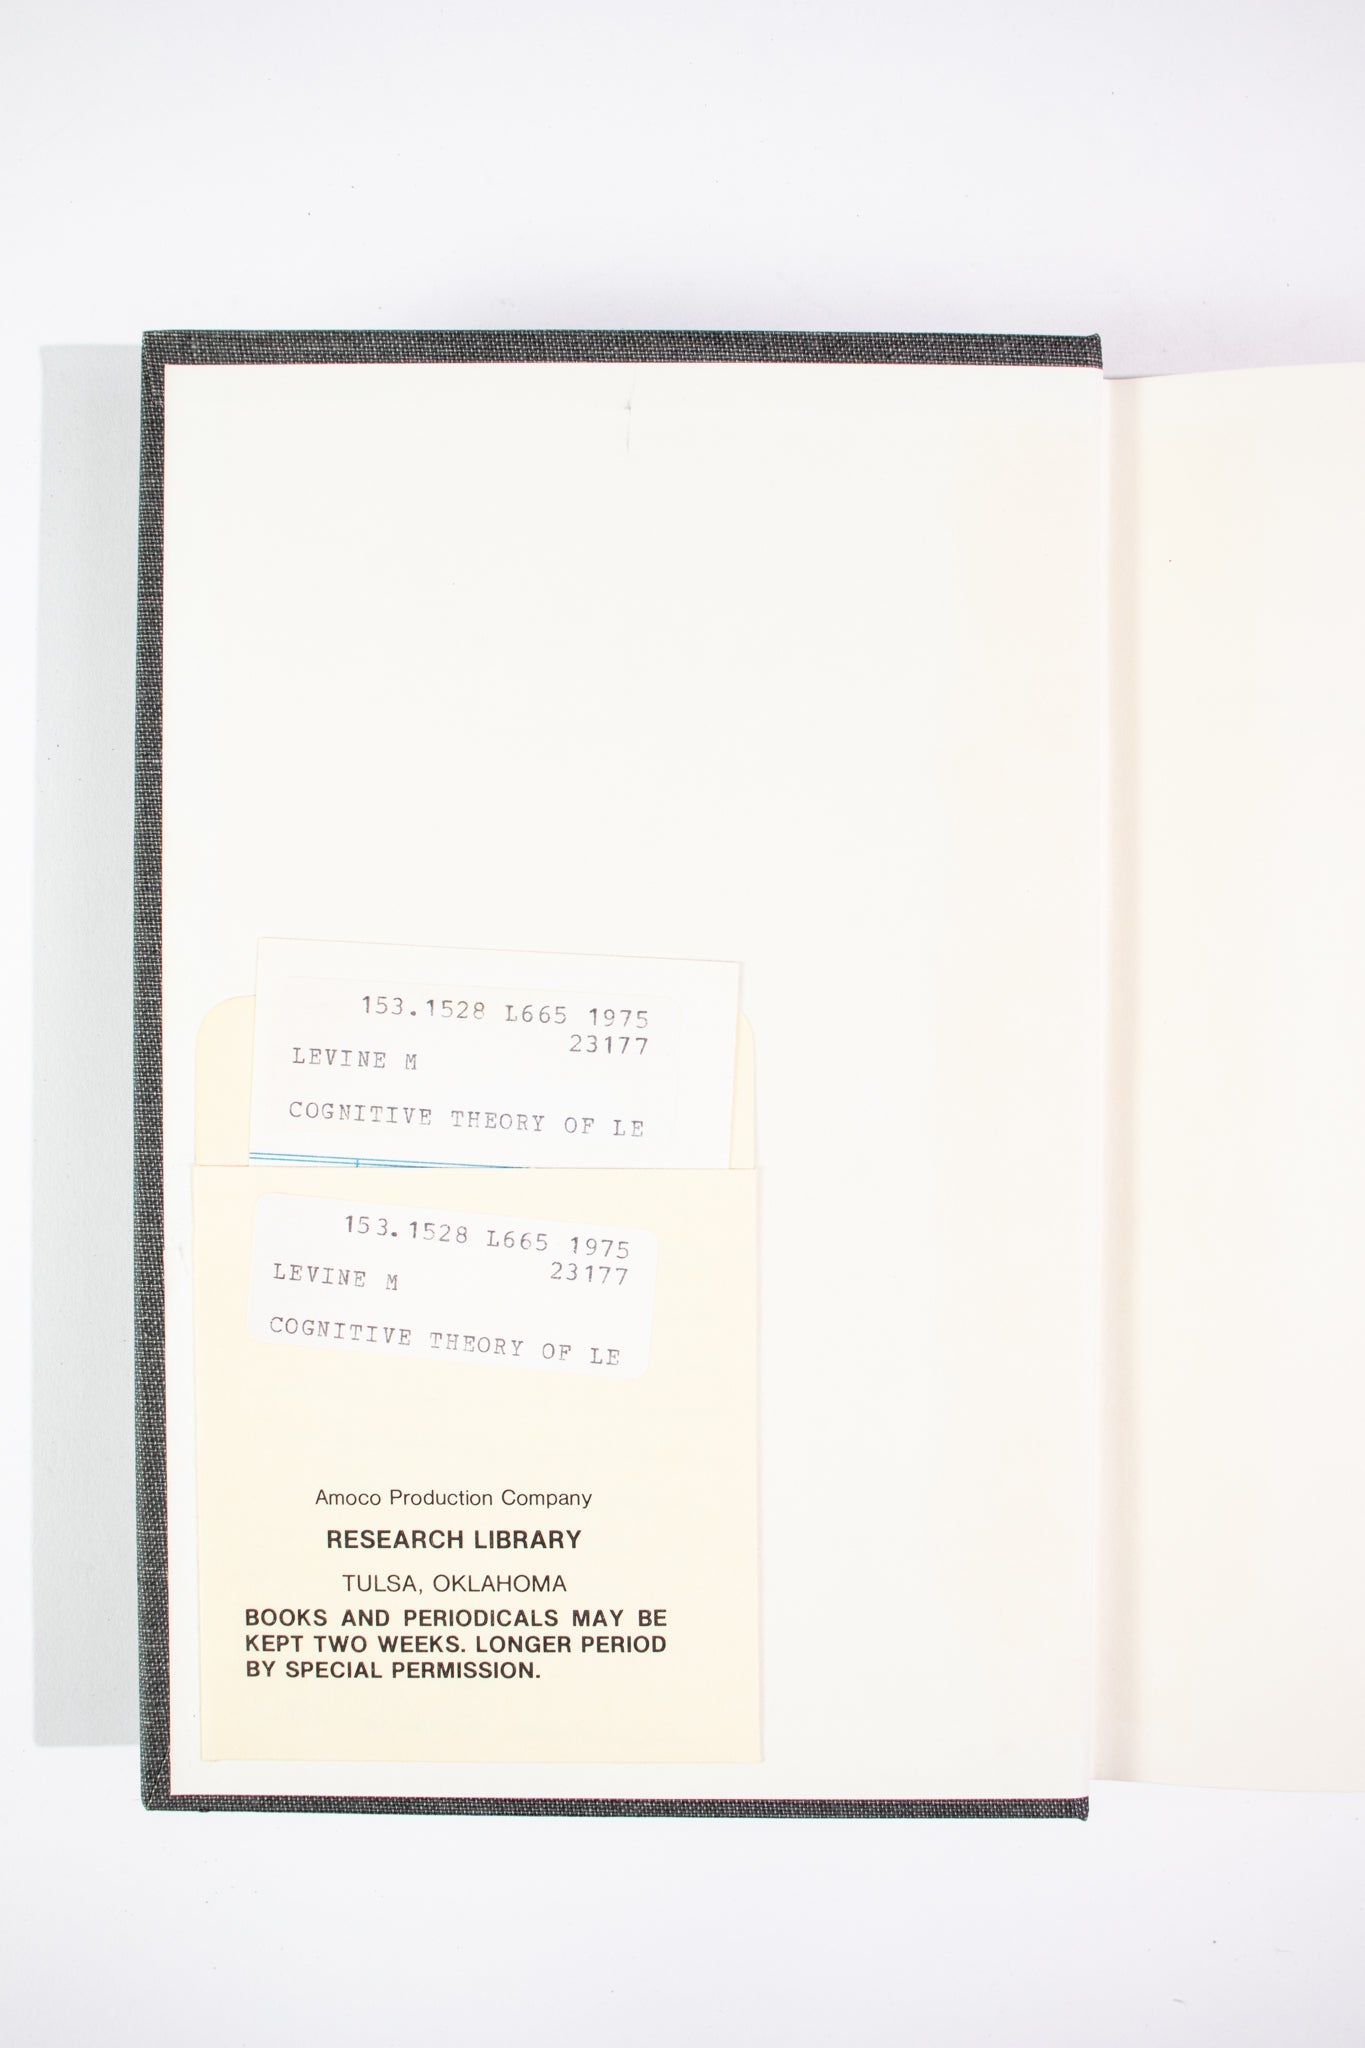 153.1528 L665 1975
23177
LEVINE M
COGNITIVE THEORY OF LE
153.1528 L665 1975
23177
LEVINE M
COGNITIVE THEORY OF LE
Amoco Production Company
RESEARCH LIBRARY
TULSA, OKLAHOMA
BOOKS AND PERIODICALS MAY BE
KEPT TWO WEEKS. LONGER PERIOD
BY SPECIAL PERMISSION.